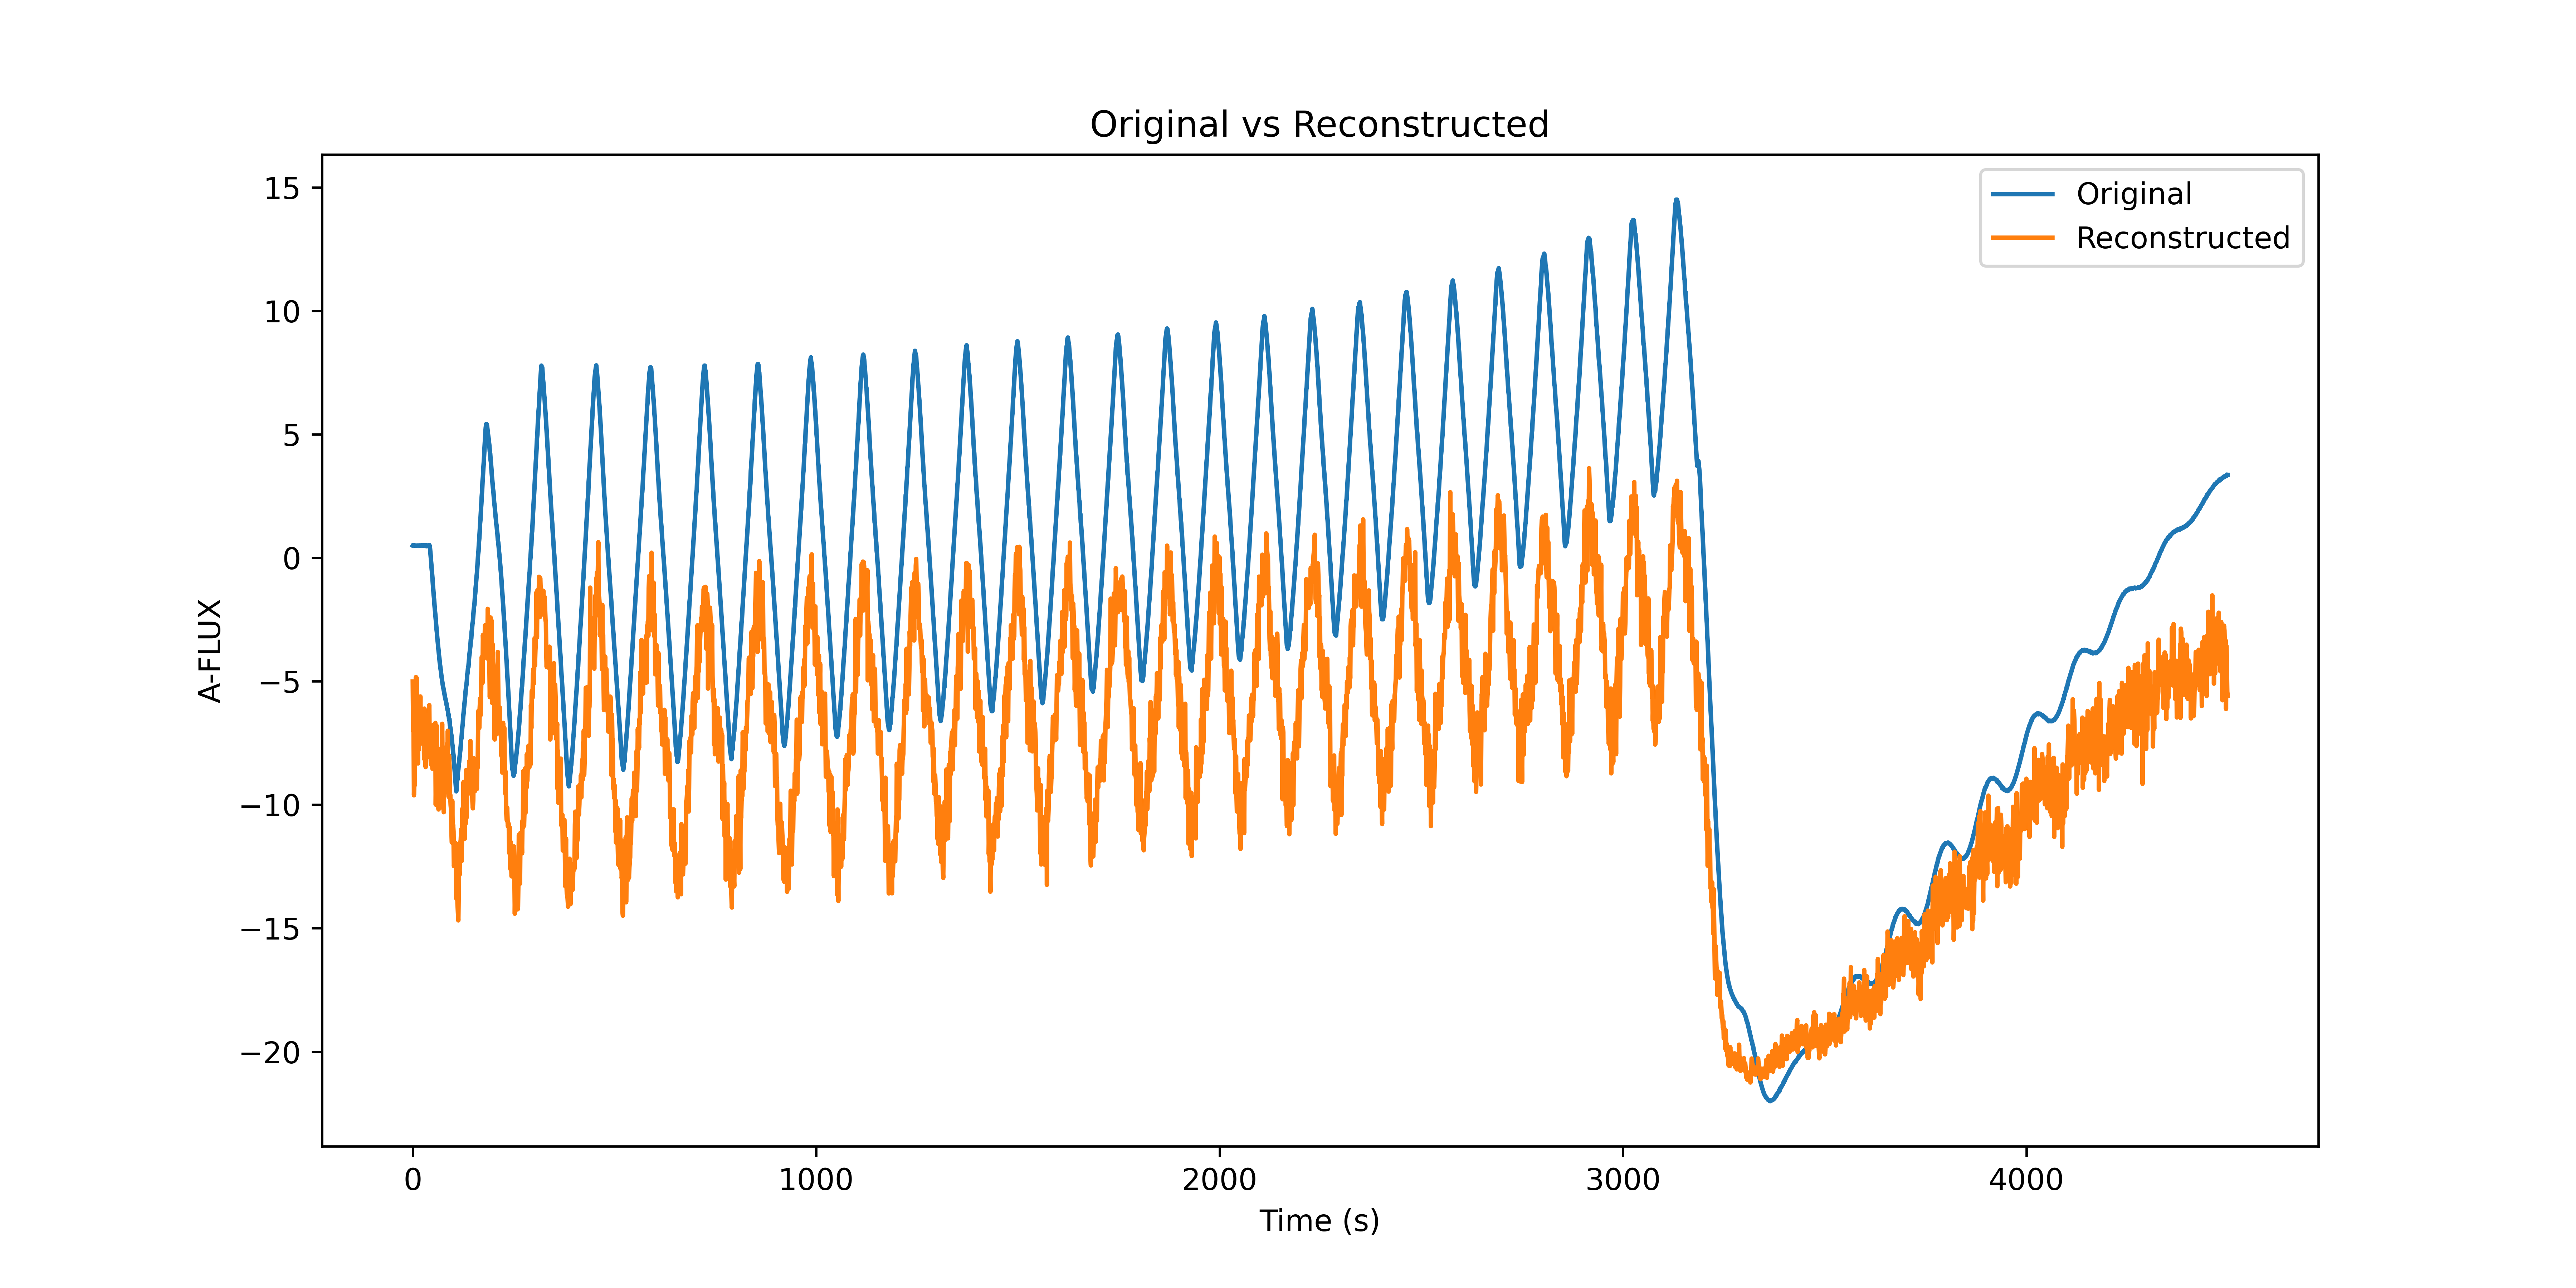 Original vs Reconstructed
Original
Reconstructed
15
10
5
0
−5
−10
−15
−20
A-FLUX
0
1000
2000
3000
4000
Time (s)